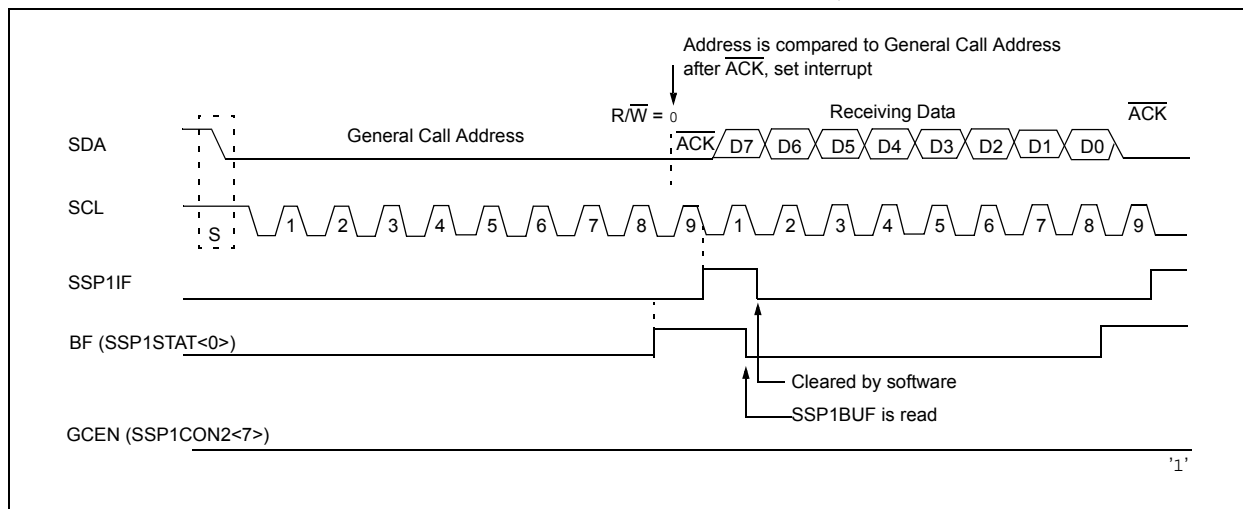 Address is compared to General Call Address
after ACK, set interrupt
R/W = 0
Receiving Data
ACK
SDA
General Call Address
ACK D7 D6 D5 D4 D3 D2 D1 D0
SCL
S
1 2 3 4 5 6 7 8 9 1 2 3 4 5 6 7 8 9
SSP1IF
BF (SSP1STAT<0>)
Cleared by software
SSP1BUF is read
GCEN (SSP1CON2<7>)
'1'